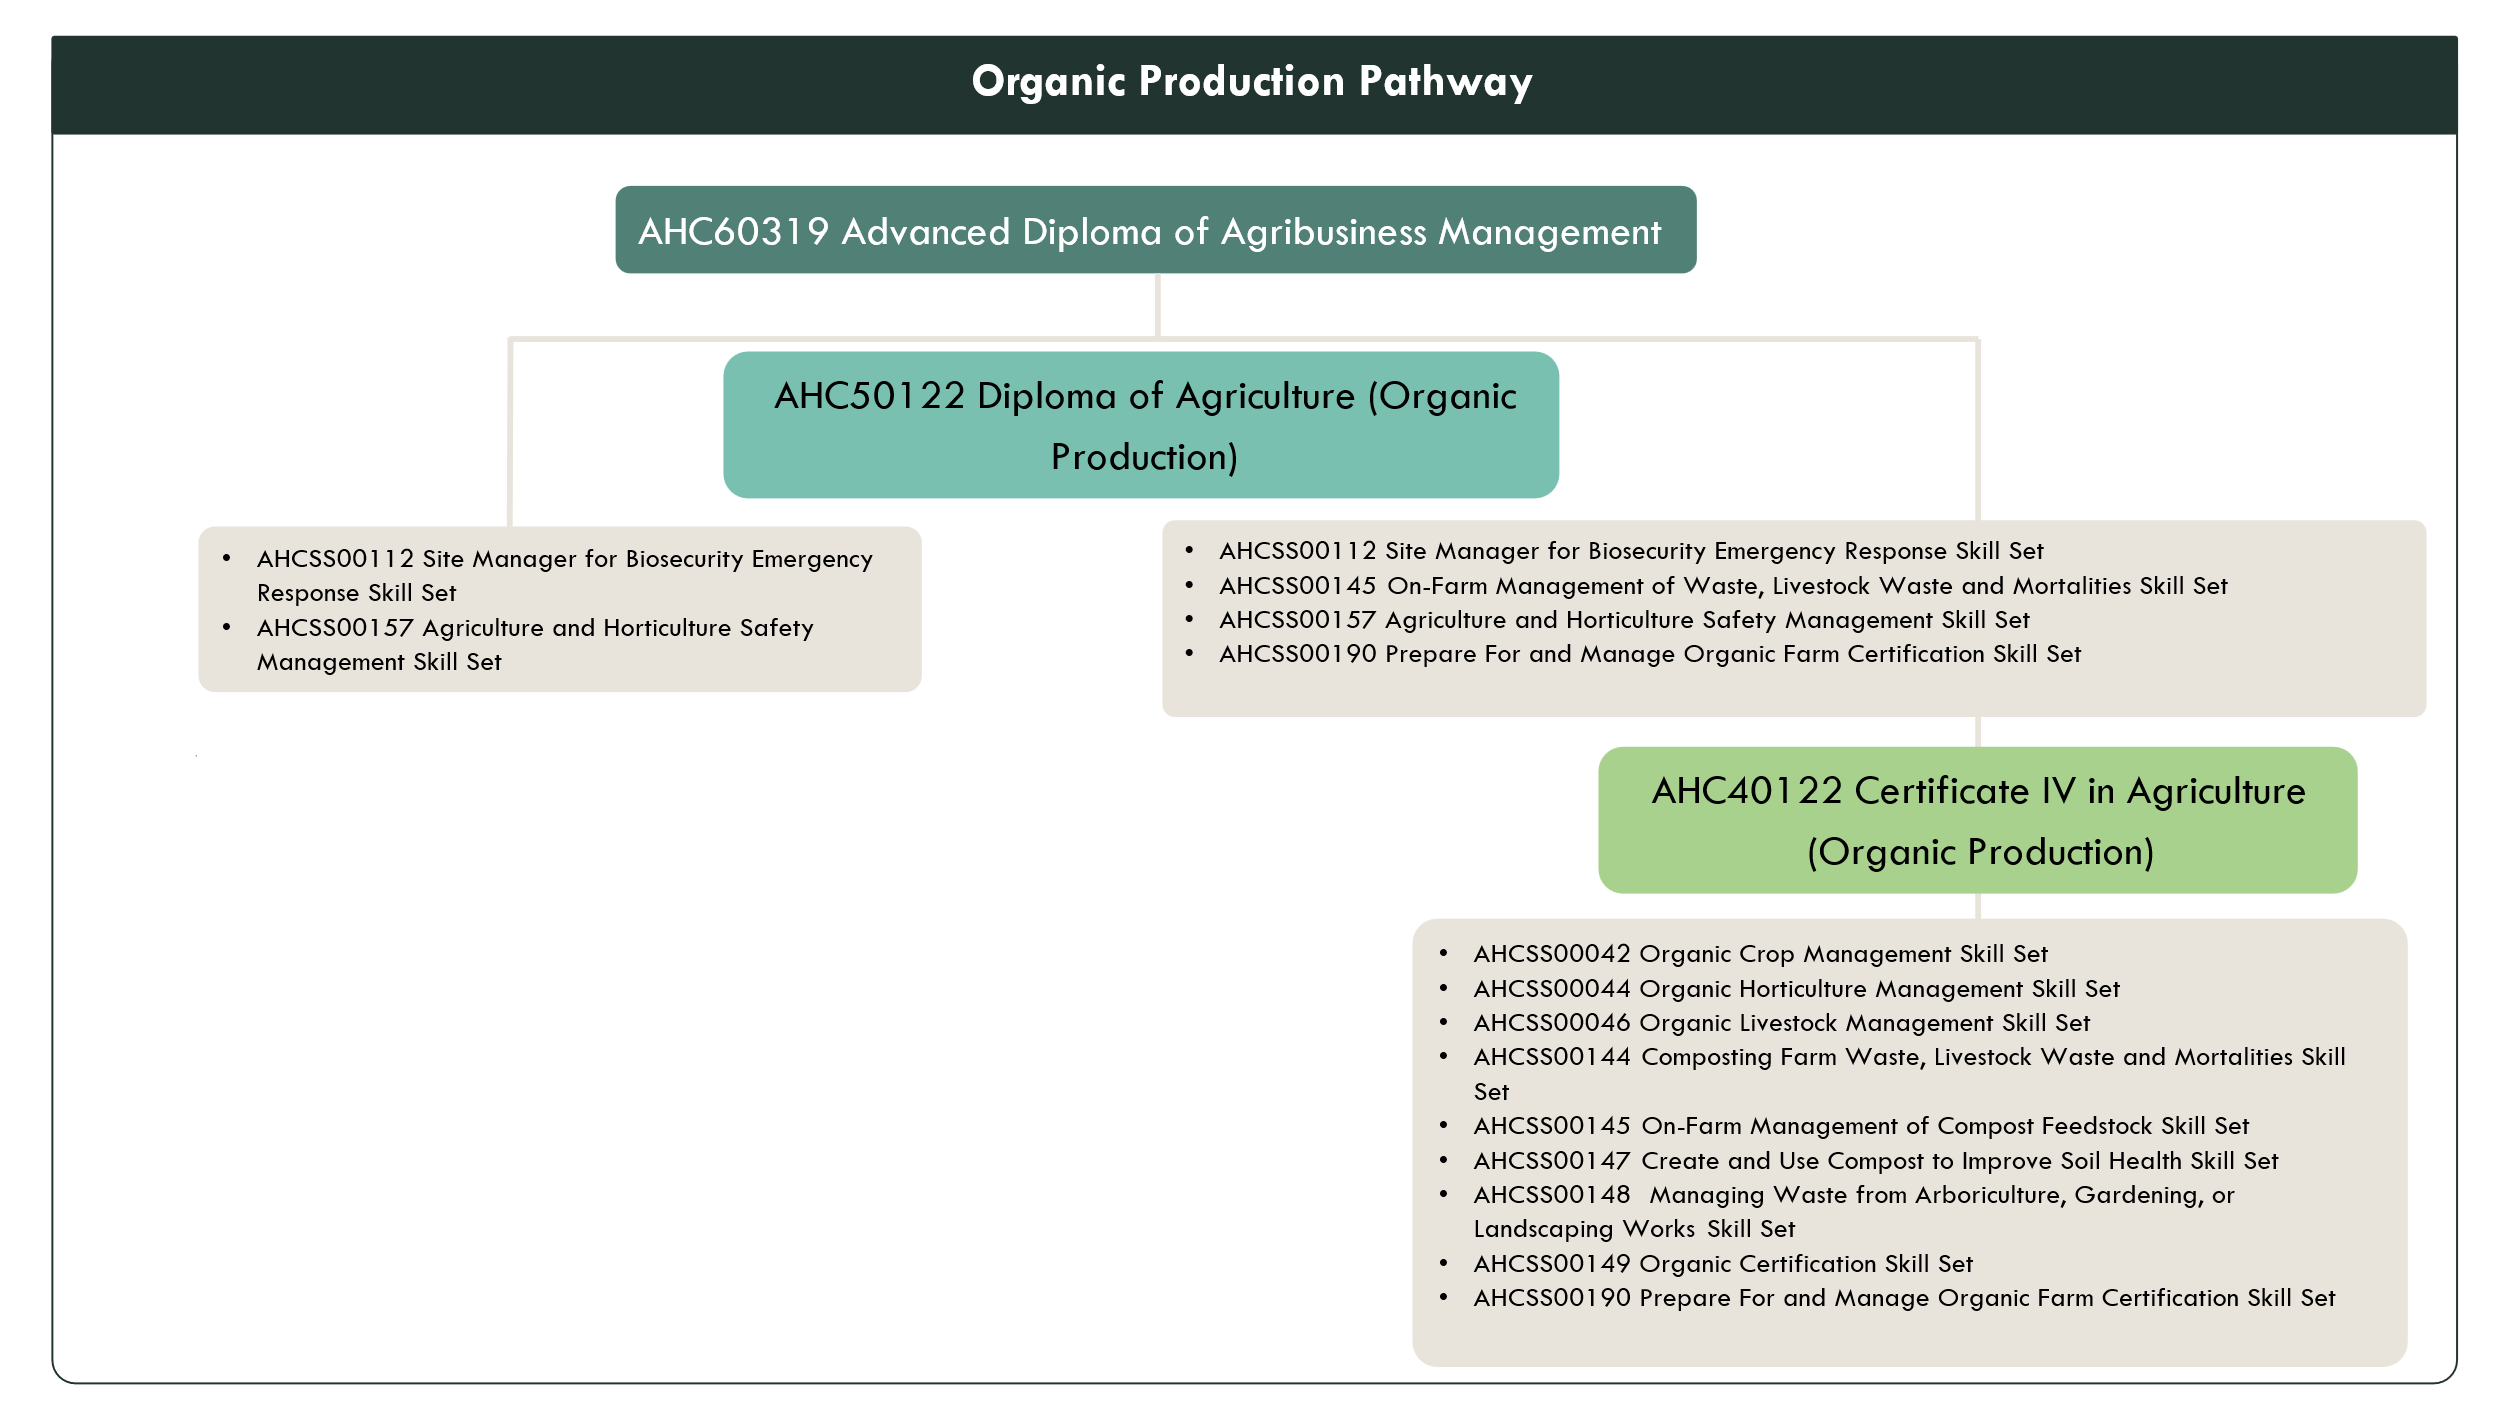 Organic Production Pathway
AHC60319 Advanced Diploma of Agribusiness Management
AHC50122 Diploma of Agriculture (Organic
Production)
• AHCSS00112 Site Manager for Biosecurity Emergency
Response Skill Set
• AHCSS00157 Agriculture and Horticulture Safety
Management Skill Set
• AHCSS00112 Site Manager for Biosecurity Emergency Response Skill Set
• AHCSS00145 On-Farm Management of Waste, Livestock Waste and Mortalities Skill Set
• AHCSS00157 Agriculture and Horticulture Safety Management Skill Set
• AHCSS00190 Prepare For and Manage Organic Farm Certification Skill Set
AHC40122 Certificate IV in Agriculture
(Organic Production)
• AHCSS00042 Organic Crop Management Skill Set
• AHCSS00044 Organic Horticulture Management Skill Set
• AHCSS00046 Organic Livestock Management Skill Set
• AHCSS00144 Composting Farm Waste, Livestock Waste and Mortalities Skill
Set
• AHCSS00145 On-Farm Management of Compost Feedstock Skill Set
• AHCSS00147 Create and Use Compost to Improve Soil Health Skill Set
• AHCSS00148 Managing Waste from Arboriculture, Gardening, or
Landscaping Works Skill Set
• AHCSS00149 Organic Certification Skill Set
• AHCSS00190 Prepare For and Manage Organic Farm Certification Skill Set